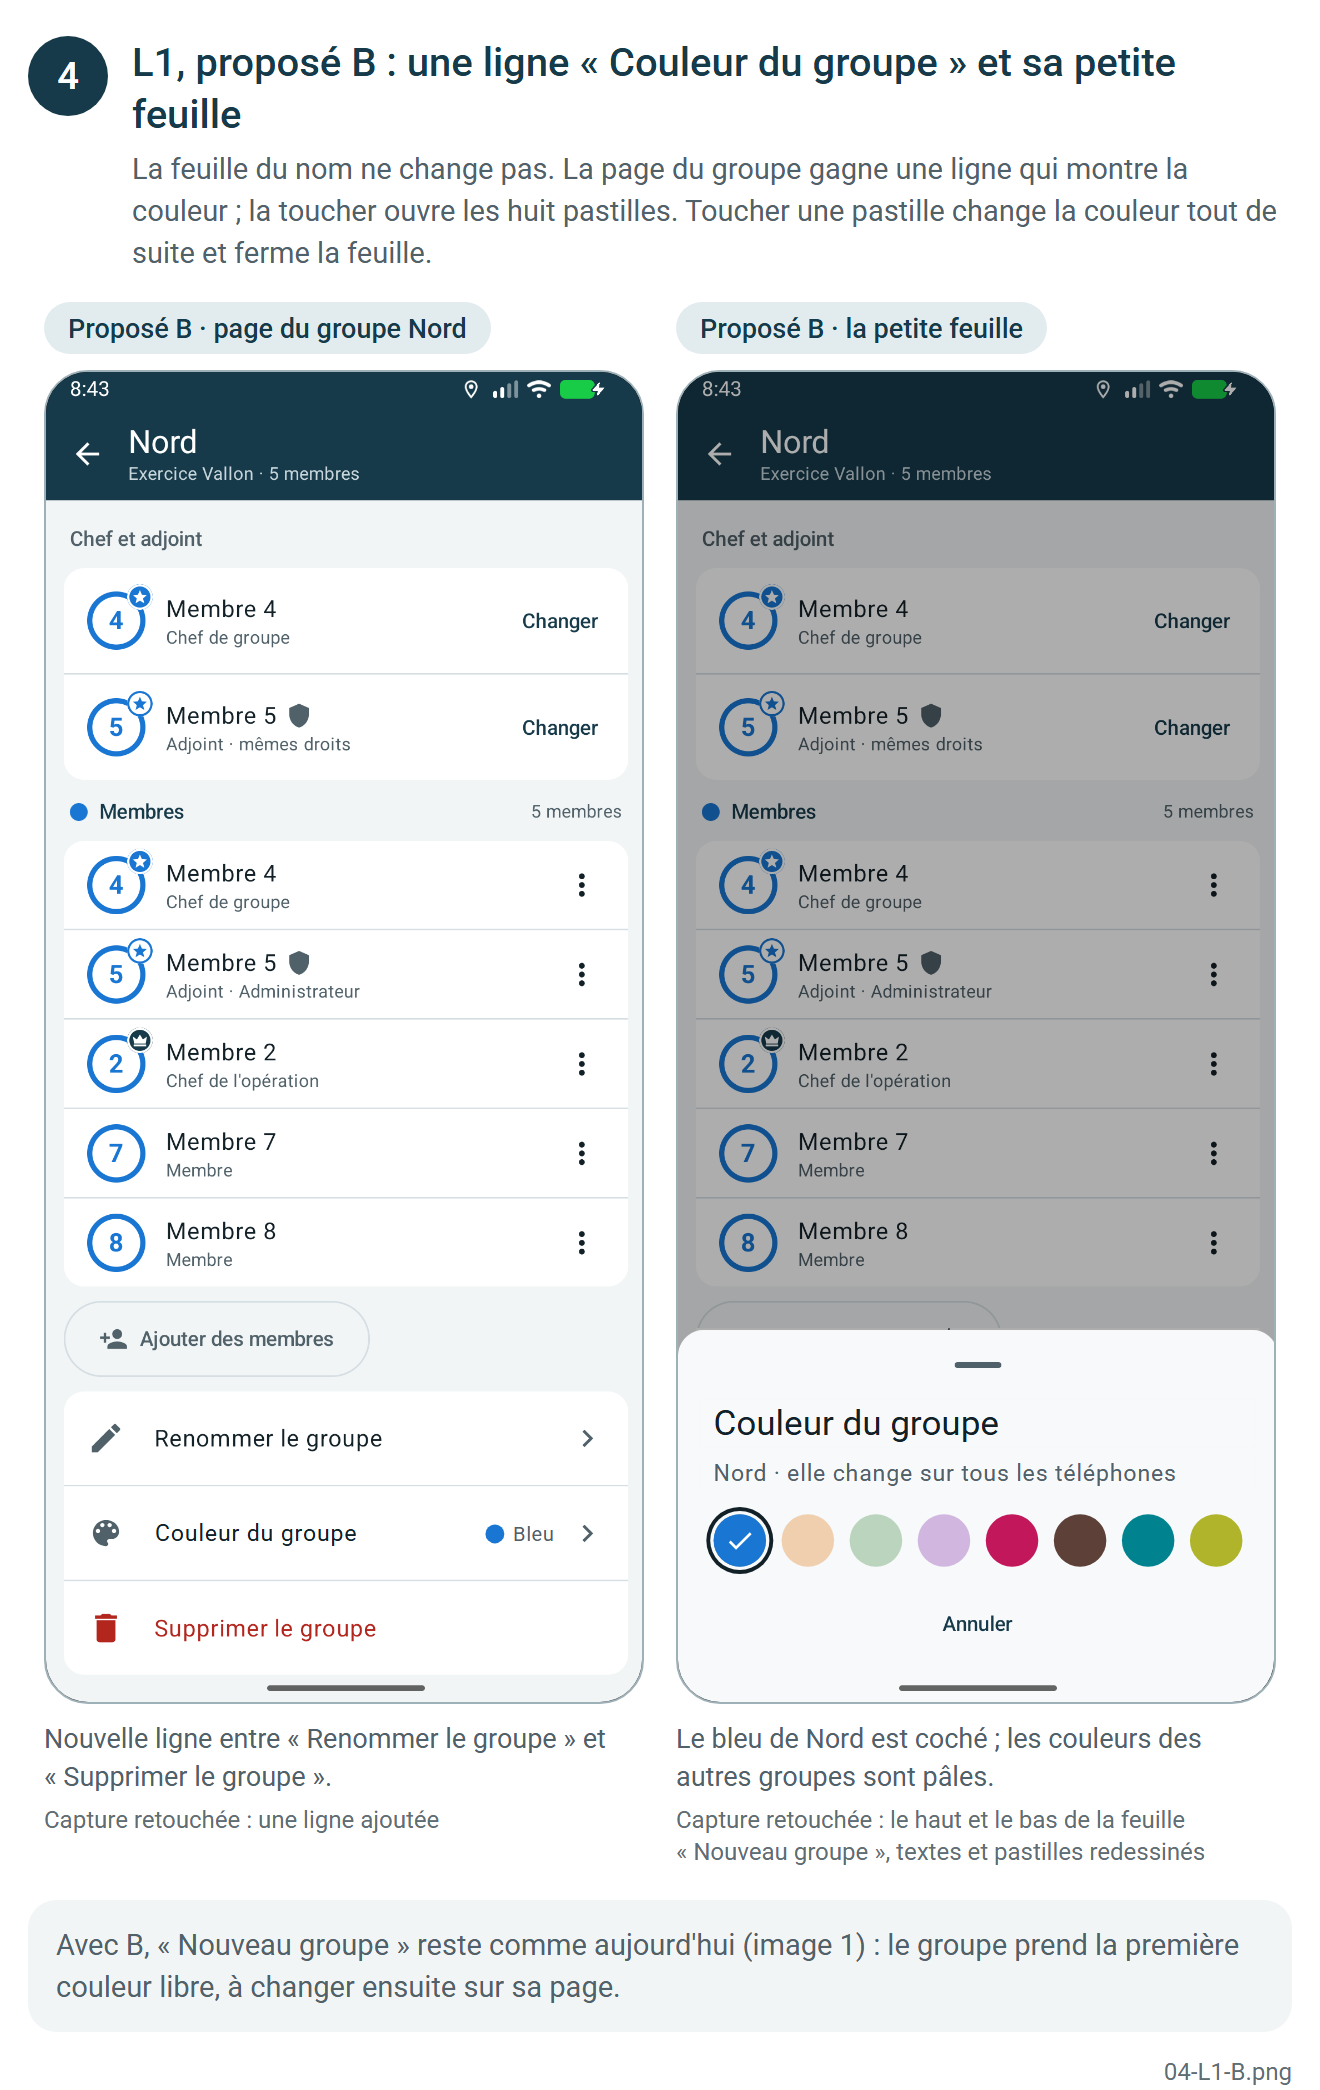 4
L1, proposé B : une ligne « Couleur du groupe » et sa petite
feuille
La feuille du nom ne change pas. La page du groupe gagne une ligne qui montre la
couleur ; la toucher ouvre les huit pastilles. Toucher une pastille change la couleur tout de
suite et ferme la feuille.
Proposé B · page du groupe Nord
8:43
Nord
Exercice Vallon · 5 membres
Chef et adjoint
4
Membre 4
Chef de groupe
Changer
5
Membre 5
Adjoint · mêmes droits
Changer
Membres
5 membres
4
Membre 4
Chef de groupe
5
Membre 5
Adjoint · Administrateur
2
Membre 2
Chef de l'opération
7
Membre 7
Membre
8
Membre 8
Membre
Ajouter des membres
Renommer le groupe
Couleur du groupe
Bleu
Supprimer le groupe
Nouvelle ligne entre « Renommer le groupe » et
« Supprimer le groupe ».
Capture retouchée : une ligne ajoutée
Proposé B · la petite feuille
8:43
Nord
Exercice Vallon · 5 membres
Chef et adjoint
4
Membre 4
Chef de groupe
Changer
5
Membre 5
Adjoint · mêmes droits
Changer
Membres
5 membres
4
Membre 4
Chef de groupe
5
Membre 5
Adjoint · Administrateur
2
Membre 2
Chef de l'opération
7
Membre 7
Membre
8
Membre 8
Membre
Couleur du groupe
Nord · elle change sur tous les téléphones
Annuler
Le bleu de Nord est coché ; les couleurs des
autres groupes sont pâles.
Capture retouchée : le haut et le bas de la feuille
« Nouveau groupe », textes et pastilles redessinés
Avec B, « Nouveau groupe » reste comme aujourd'hui (image 1) : le groupe prend la première
couleur libre, à changer ensuite sur sa page.
04-L1-B.png